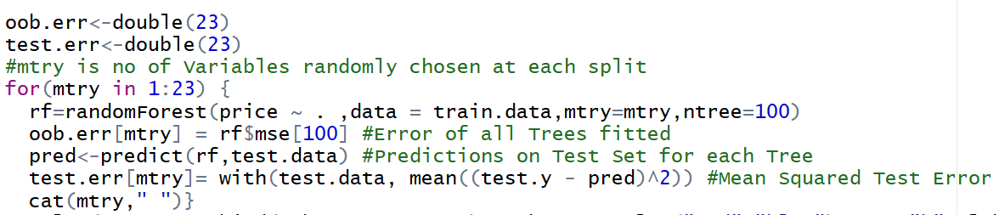 oob.err<-double(23)
test.err<-double(23)
#mtry is no of Variables randomly chosen at each split
for(mtry in 1:23) {
  rf=randomForest(price ~ . ,data = train.data,mtry=mtry,ntree=100)
  oob.err[mtry] = rf$mse[100] #Error of all Trees fitted
  pred<-predict(rf,test.data) #Predictions on Test Set for each Tree
  test.err[mtry]= with(test.data, mean((test.y - pred)^2)) #Mean Squared Test Error
  cat(mtry," ")}